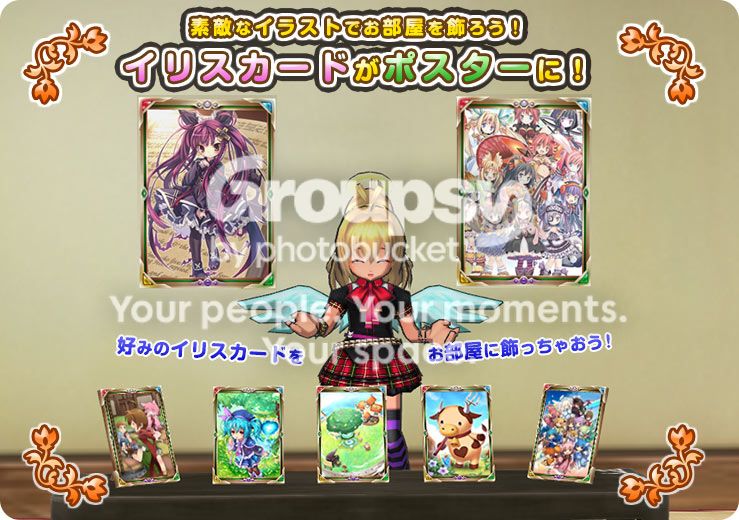 素敵なイラストでお部屋を飾ろう!
イリスカードがポスターに!
Groupsy
by photobucket
Your people. Your moments.
Your space.
好みのイリスカードを
お部屋に飾っちゃおう!